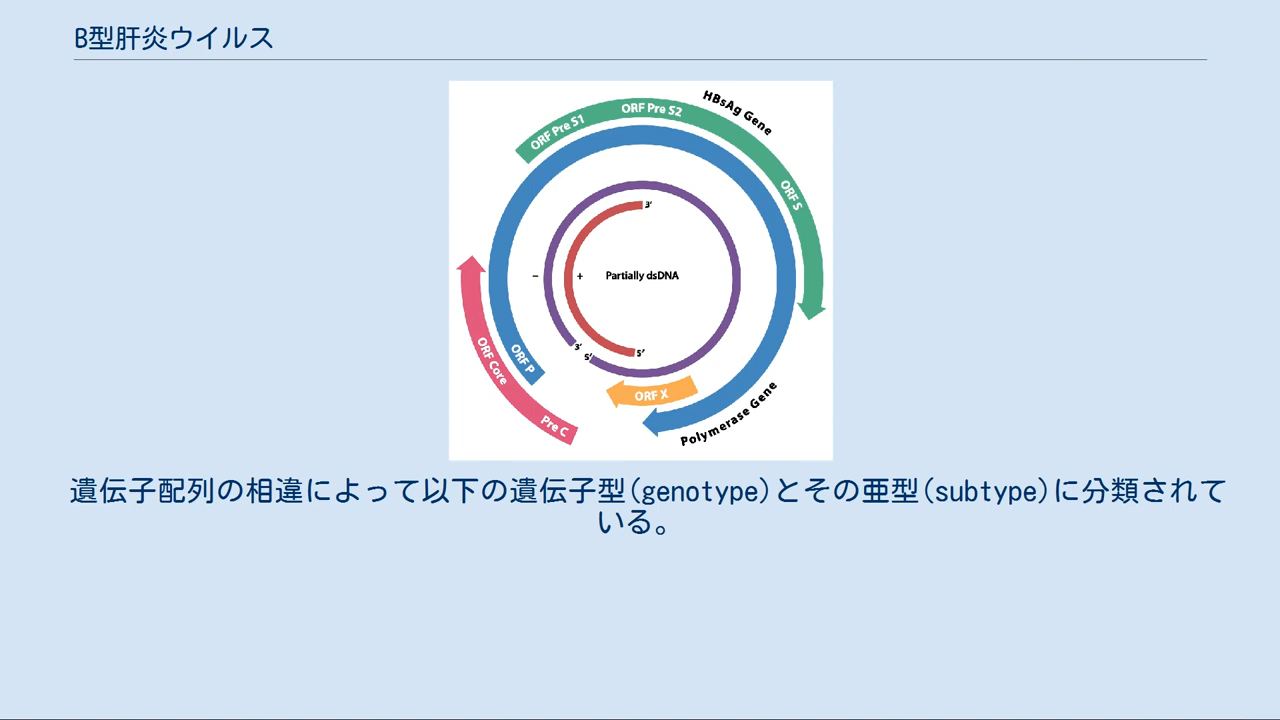 B型肝炎ウイルス
HBsAg Gene
ORF Pre S2
ORF Pre S1
ORF S
3'
− + Partially dsDNA
3'
5'
5'
ORF P
ORF Core
ORF X
Pre C
Polymerase Gene
遺伝子配列の相違によって以下の遺伝子型(genotype)とその亜型(subtype)に分類されて
いる。